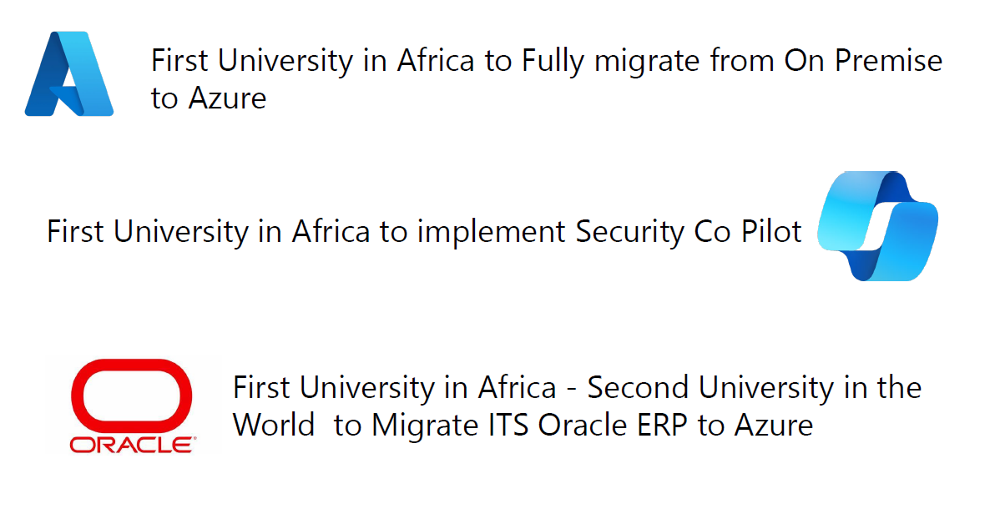 First University in Africa to Fully migrate from On Premise
to Azure
First University in Africa to implement Security Co Pilot
First University in Africa - Second University in the
World  to Migrate ITS Oracle ERP to Azure
ORACLE®